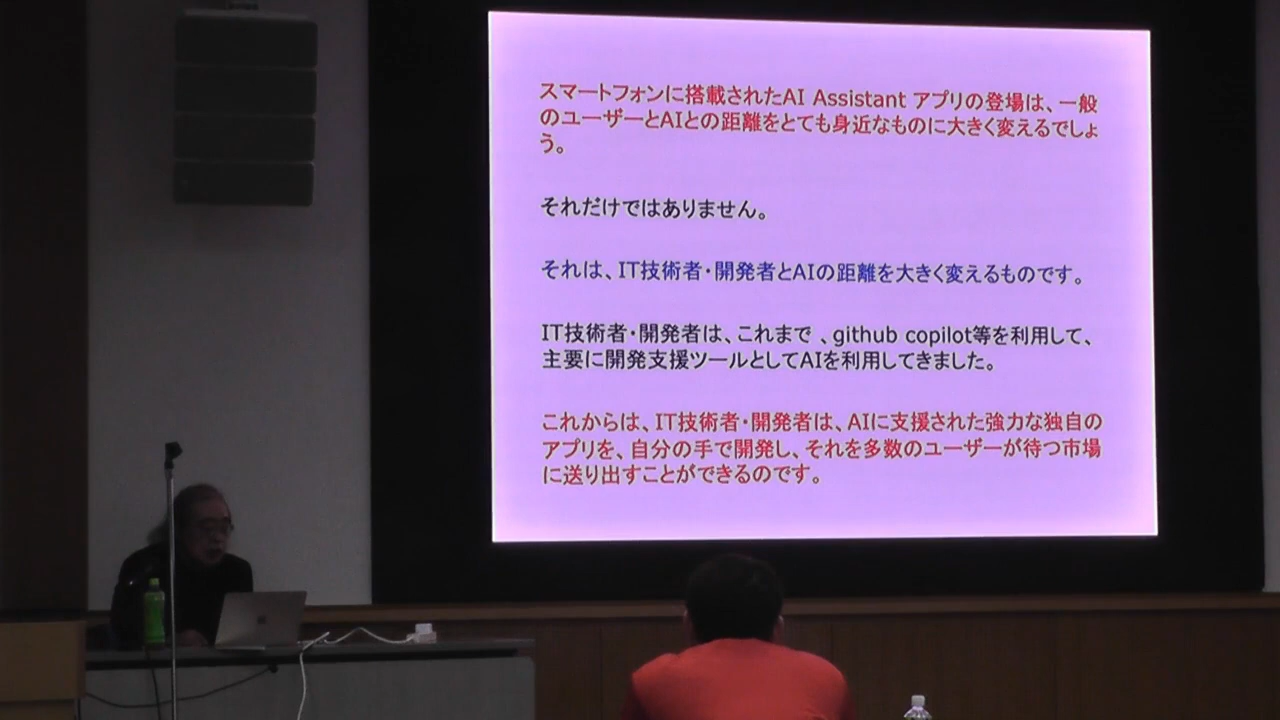 スマートフォンに搭載されたAI Assistant アプリの登場は、一般
のユーザーとAIとの距離をとても身近なものに大きく変えるでしょ
う。
それだけではありません。
それは、IT技術者・開発者とAIの距離を大きく変えるものです。
IT技術者・開発者は、これまで 、github copilot等を利用して、
主要に開発支援ツールとしてAIを利用してきました。
これからは、IT技術者・開発者は、AIに支援された強力な独自の
アプリを、自分の手で開発し、それを多数のユーザーが待つ市場
に送り出すことができるのです。